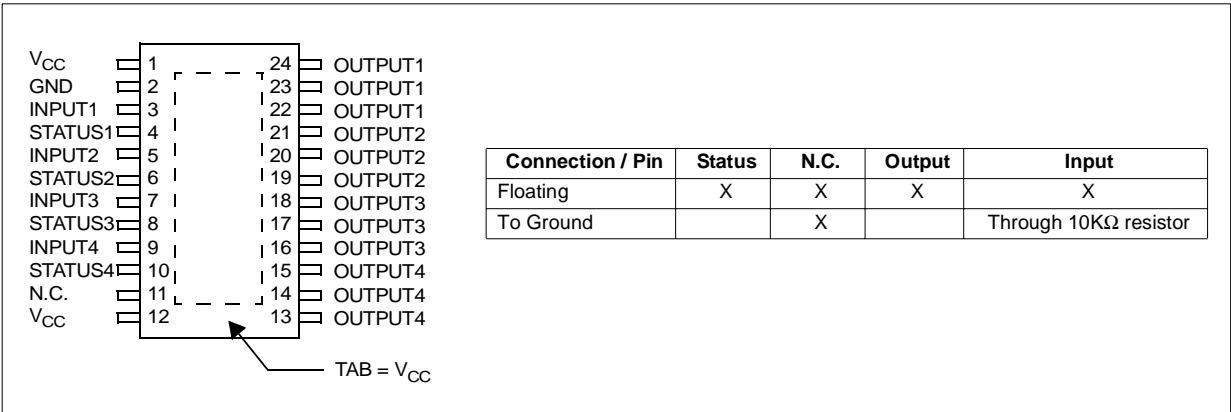 V_CC 1 24 OUTPUT1
GND 2 23 OUTPUT1
INPUT1 3 22 OUTPUT1
STATUS1 4 21 OUTPUT2
INPUT2 5 20 OUTPUT2
STATUS2 6 19 OUTPUT2
INPUT3 7 18 OUTPUT3
STATUS3 8 17 OUTPUT3
INPUT4 9 16 OUTPUT3
STATUS4 10 15 OUTPUT4
N.C. 11 14 OUTPUT4
V_CC 12 13 OUTPUT4
TAB = V_CC
Connection / Pin Status N.C. Output Input
Floating X X X X
To Ground X Through 10KΩ resistor